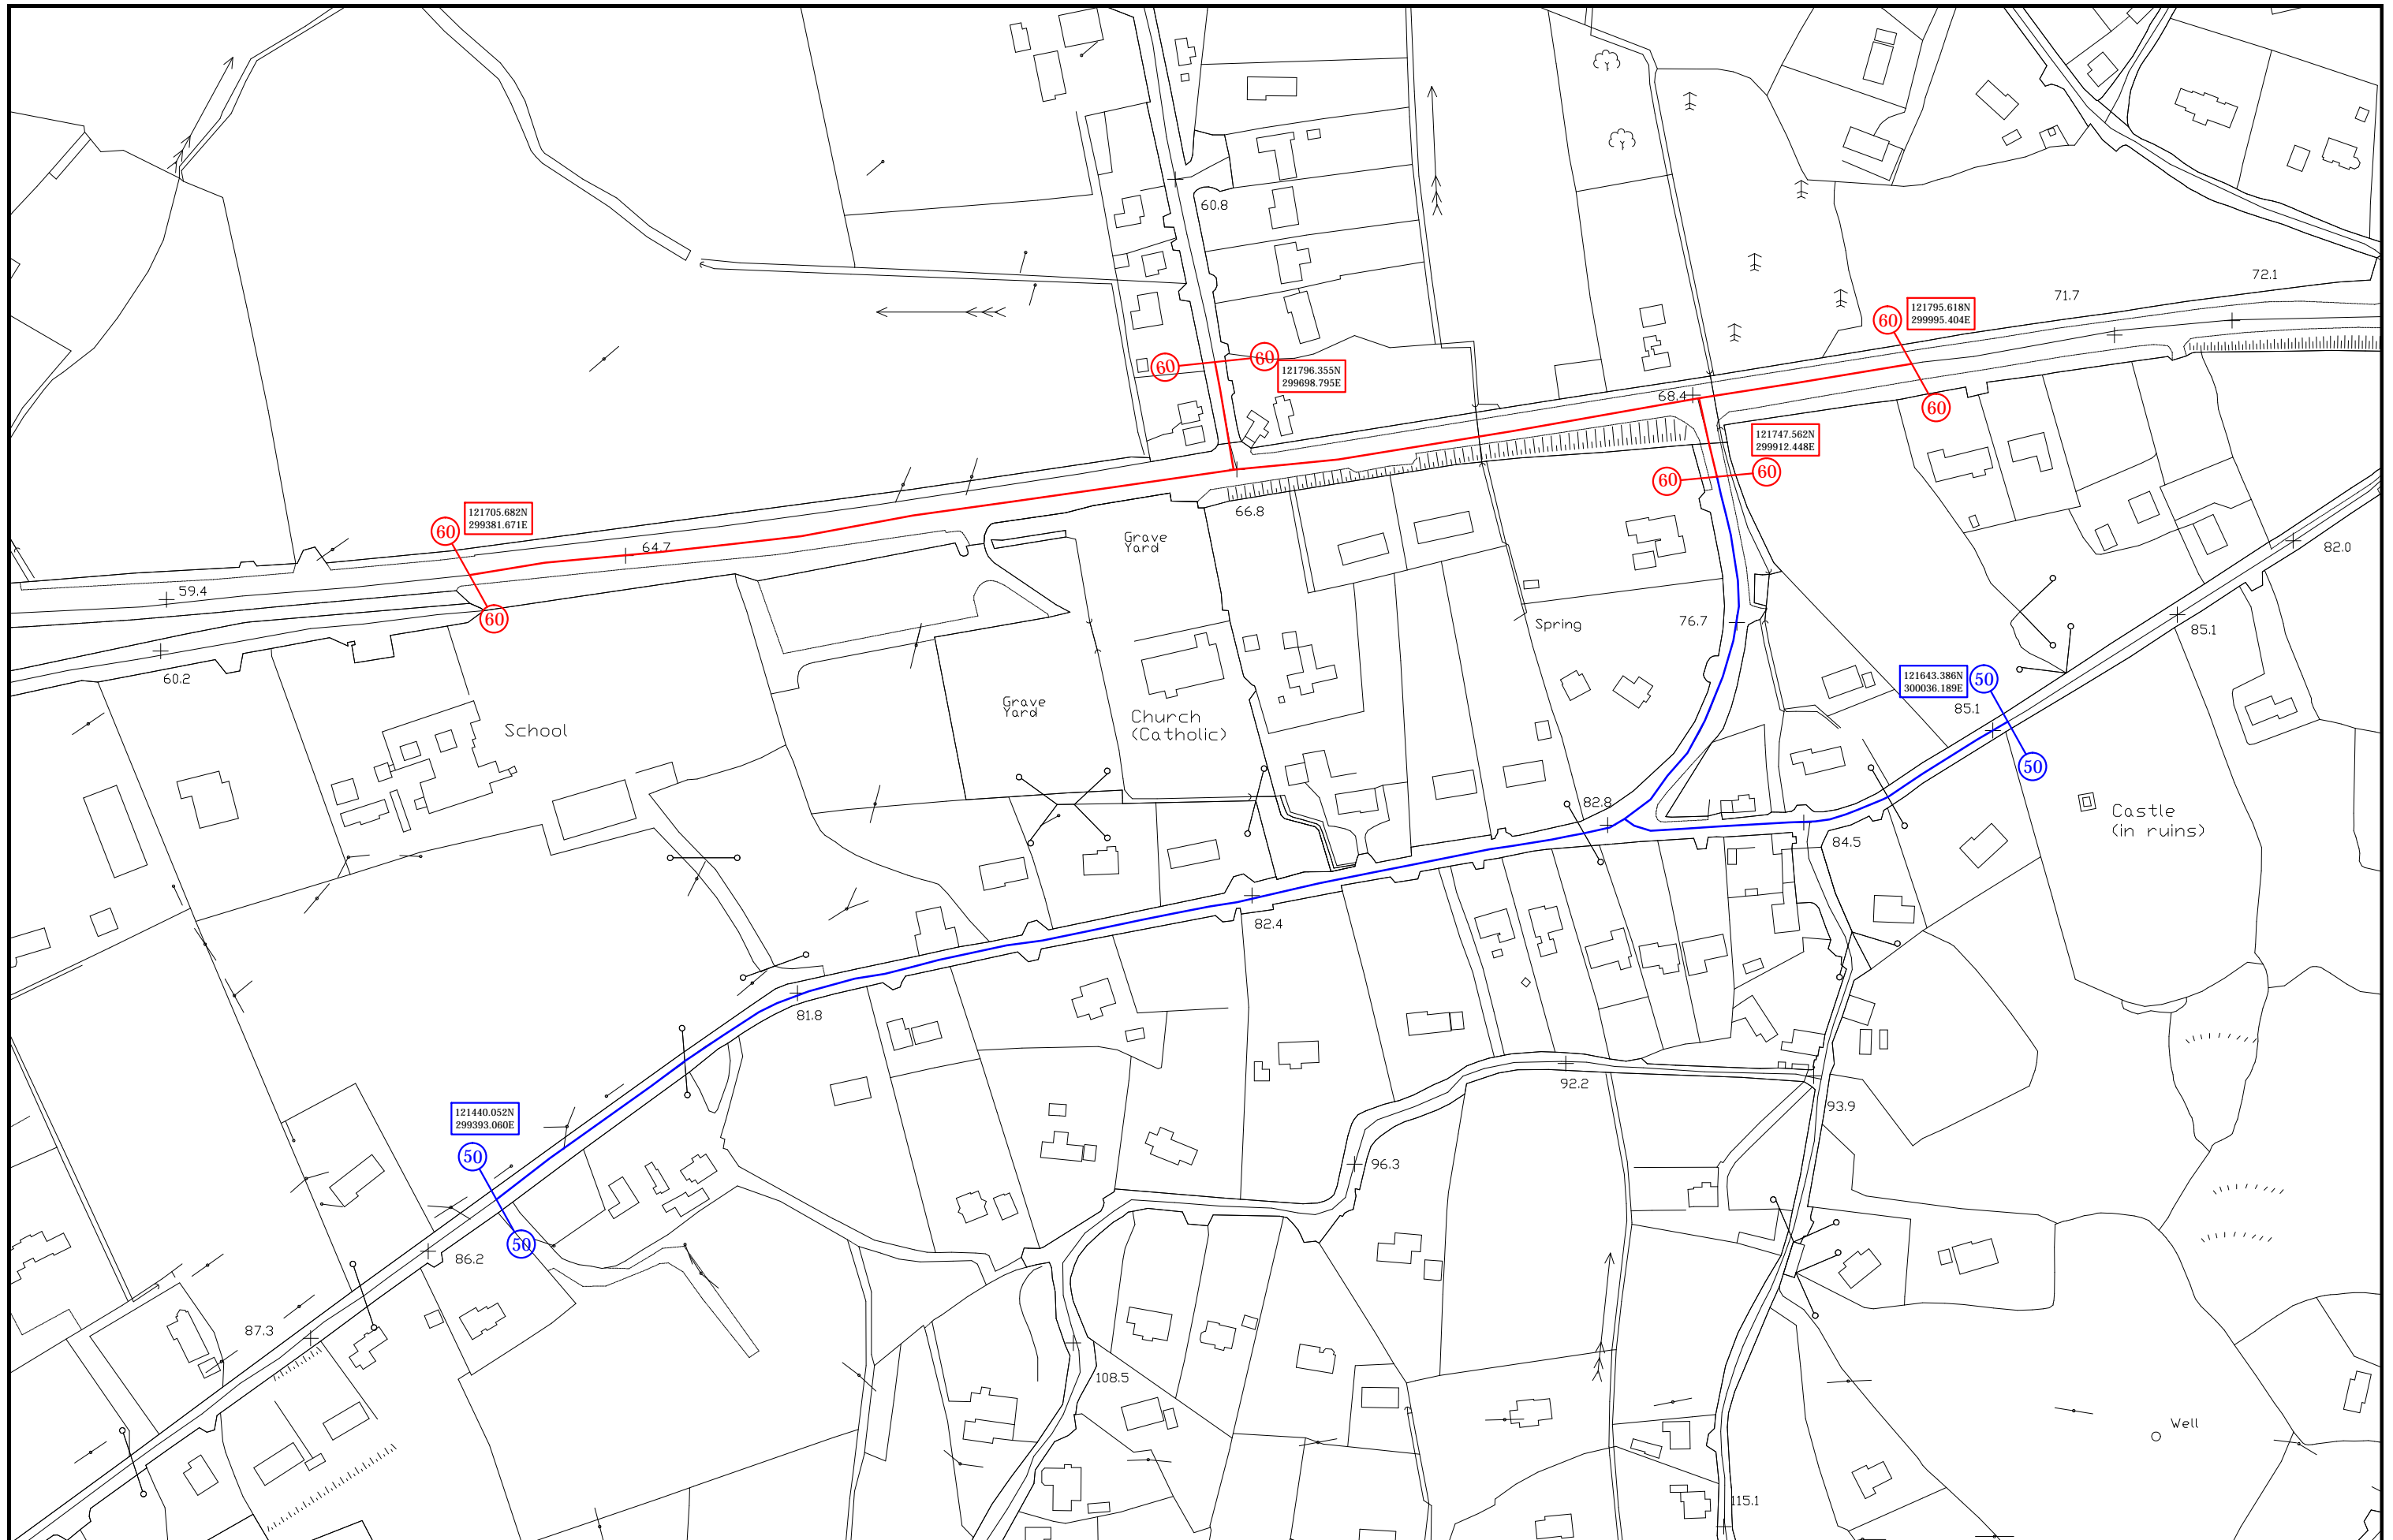 60.8
72.1
71.7
121795.618N
299995.404E
60
60
60
60
121796.355N
299698.795E
68.4
60
121747.562N
299912.448E
60
60
121705.682N
299381.671E
60
66.8
Grave
Yard
64.7
82.0
59.4
60
Spring
76.7
85.1
60.2
121643.386N
300036.189E
50
Grave
Yard
85.1
School
Church
(Catholic)
50
82.8
Castle
(in ruins)
84.5
82.4
81.8
92.2
93.9
121440.052N
299393.060E
50
96.3
50
86.2
87.3
108.5
Well
115.1